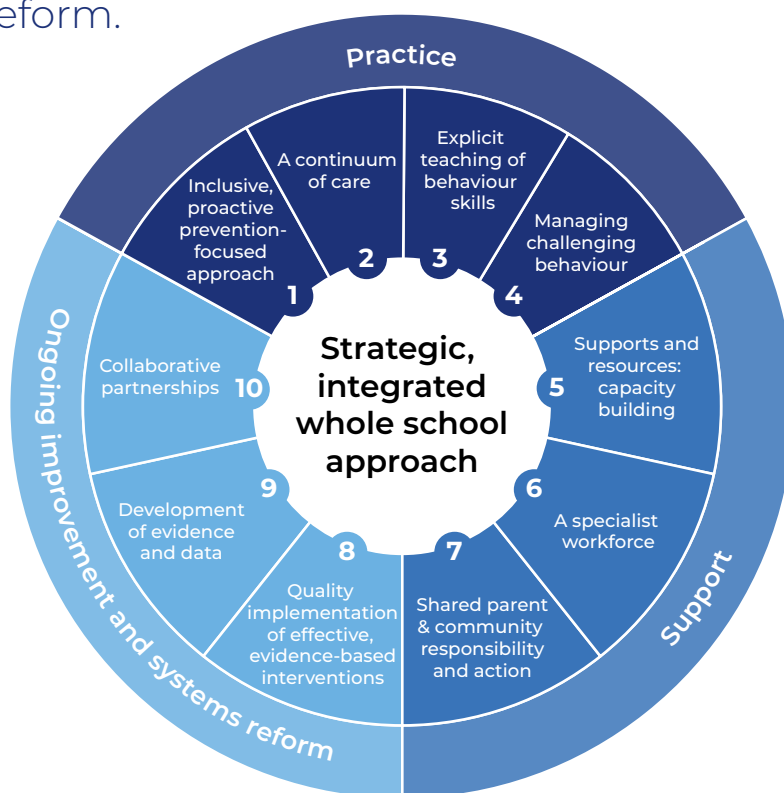 eform.
Practice
Inclusive,
proactive
prevention-
focused
approach
1
A continuum
of care
2
Explicit
teaching of
behaviour
skills
3
Managing
challenging
behaviour
4
Supports and
resources:
capacity
building
5
A specialist
workforce
6
Shared parent
& community
responsibility
and action
7
Quality
implementation
of effective,
evidence-based
interventions
8
Development
of evidence
and data
9
Collaborative
partnerships
10
Strategic,
integrated
whole school
approach
Support
Ongoing improvement and systems reform